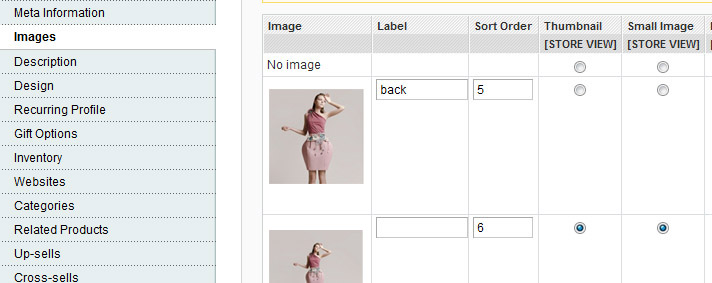 Meta Information
Images
Description
Design
Recurring Profile
Gift Options
Inventory
Websites
Categories
Related Products
Up-sells
Cross-sells
Image Label Sort Order Thumbnail Small Image
[STORE VIEW] [STORE VIEW]
No image
back 5
6